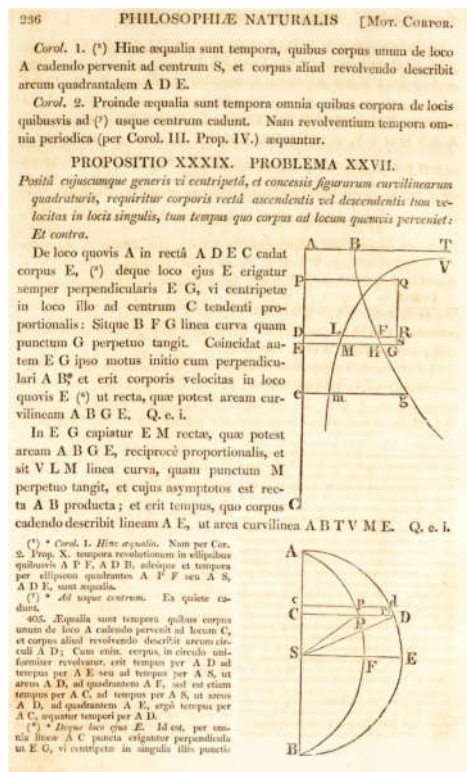 236 PHILOSOPHIÆ NATURALIS [Mot. Corpor.
Corol. 1. (ˣ) Hinc æqualia sunt tempora, quibus corpus unum de loco
A cadendo pervenit ad centrum S, et corpus aliud revolvendo describit
arcum quadrantalem A D E.
Corol. 2. Proinde æqualia sunt tempora omnia quibus corpora de locis
quibusvis ad (ʸ) usque centrum cadunt. Nam revolventium tempora om-
nia periodica (per Corol. III. Prop. IV.) æquantur.
PROPOSITIO XXXIX. PROBLEMA XXVII.
Positâ cujuscumque generis vi centripetâ, et concessis figurarum curvilinearum
quadraturis, requiritur corporis rectâ ascendentis vel descendentis tum ve-
locitas in locis singulis, tum tempus quo corpus ad locum quemvis perveniet:
Et contra.
De loco quovis A in rectâ A D E C cadat
corpus E, (ᶻ) deque loco ejus E erigatur
semper perpendicularis E G, vi centripetæ
in loco illo ad centrum C tendenti pro-
portionalis: Sitque B F G linea curva quam
punctum G perpetuo tangit. Coincidat au-
tem E G ipso motus initio cum perpendicu-
lari A B, et erit corporis velocitas in loco
quovis E (ᵃ) ut recta, quæ potest aream cur-
vilineam A B G E. Q. e. i.
In E G capiatur E M rectæ, quæ potest
aream A B G E, reciprocè proportionalis, et
sit V L M linea curva, quam punctum M
perpetuo tangit, et cujus asymptotos est rec-
ta A B producta; et erit tempus, quo corpus
cadendo describit lineam A E, ut area curvilinea A B T V M E. Q. e. i.
A B T
V
P Q
D L F R
E M H G S
c m g
C
(ˣ) * Corol. 1. Hinc æqualia. Nam per Cor.
2. Prop. X. tempora revolutionum in ellipsibus
quibusvis A P F, A D B, adeóque et tempora
per ellipseon quadrantes A P F seu A S,
A D E, sunt æqualia.
(ʸ) * Ad usque centrum. Ex quiete ca-
dunt.
405. Æqualia sunt tempora quibus corpus
unum de loco A cadendo pervenit ad locum C,
et corpus aliud revolvendo describit arcum cir-
culi A D; Cum enim corpus in circulo uni-
formiter revolvatur, erit tempus per A D ad
tempus per A E seu ad tempus per A S, ut
arcus A D, ad quadrantem A F, sed est etiam
tempus per A C, ad tempus per A S, ut arcus
A D, ad quadrantem A E, ergò tempus per
A C, æquatur tempori per A D.
(ᶻ) * Deque loco ejus E. Id est, per om-
nia lineæ A C puncta erigantur perpendicula
ut E G, vi centripetæ in singulis illis punctis
A
c p d
C P D
S
F E
B